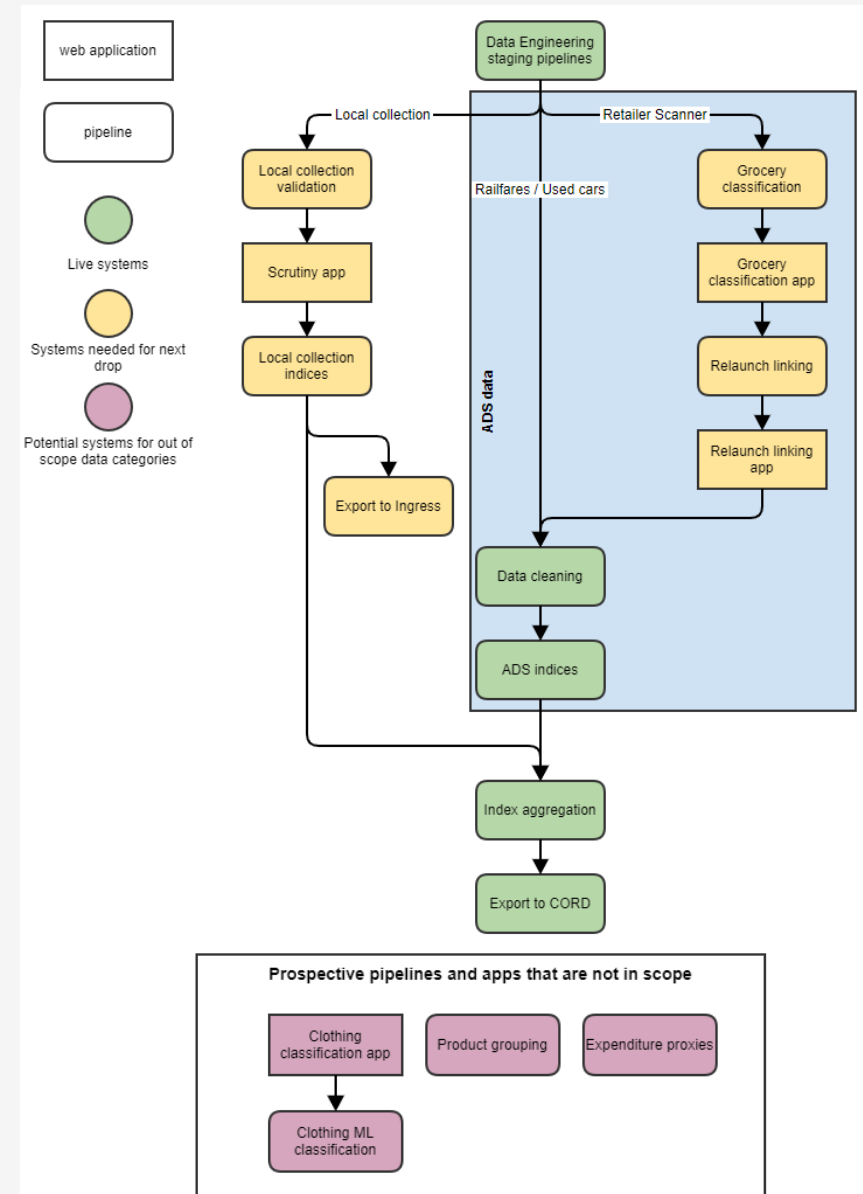 web application
pipeline
Live systems
Systems needed for next
drop
Potential systems for out of
scope data categories
Data Engineering
staging pipelines
Local collection
Retailer Scanner
Railfares / Used cars
ADS data
Local collection
validation
Scrutiny app
Local collection
indices
Export to Ingress
Grocery
classification
Grocery
classification app
Relaunch linking
Relaunch linking
app
Data cleaning
ADS indices
Index aggregation
Export to CORD
Prospective pipelines and apps that are not in scope
Clothing
classification app
Product grouping
Expenditure proxies
Clothing ML
classification